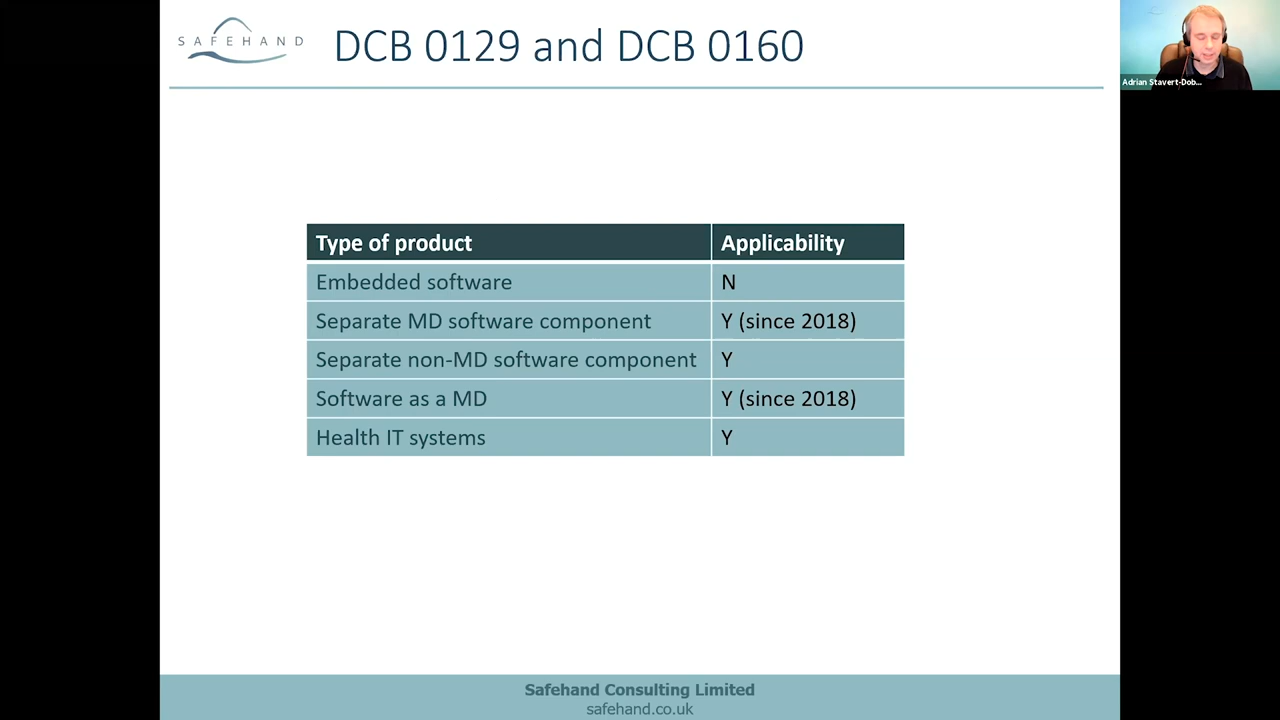 SAFEHAND
DCB 0129 and DCB 0160
Adrian Stavert-Dob...
Type of product Applicability
Embedded software N
Separate MD software component Y (since 2018)
Separate non-MD software component Y
Software as a MD Y (since 2018)
Health IT systems Y
Safehand Consulting Limited
safehand.co.uk